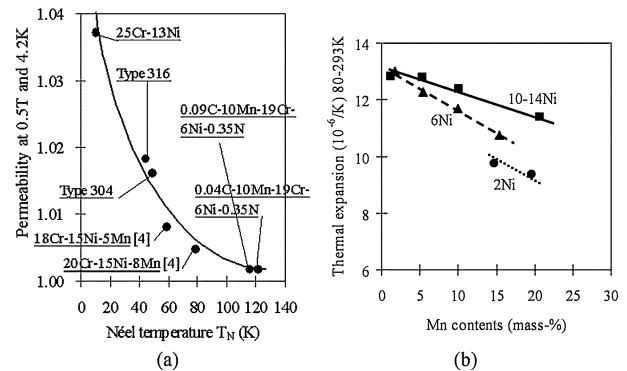 Permeability at 0.5T and 4.2K
1.04
1.03
1.02
1.01
1.00
25Cr-13Ni
Type 316
0.09C-10Mn-19Cr-
6Ni-0.35N
Type 304
0.04C-10Mn-19Cr-
6Ni-0.35N
18Cr-15Ni-5Mn [4]
20Cr-15Ni-8Mn [4]
0 20 40 60 80 100 120 140
Néel temperature TN (K)
(a)
Thermal expansion (10-6/K) 80-293K
14
12
10
8
6
10-14Ni
6Ni
2Ni
0 10 20 30
Mn contents (mass-%)
(b)